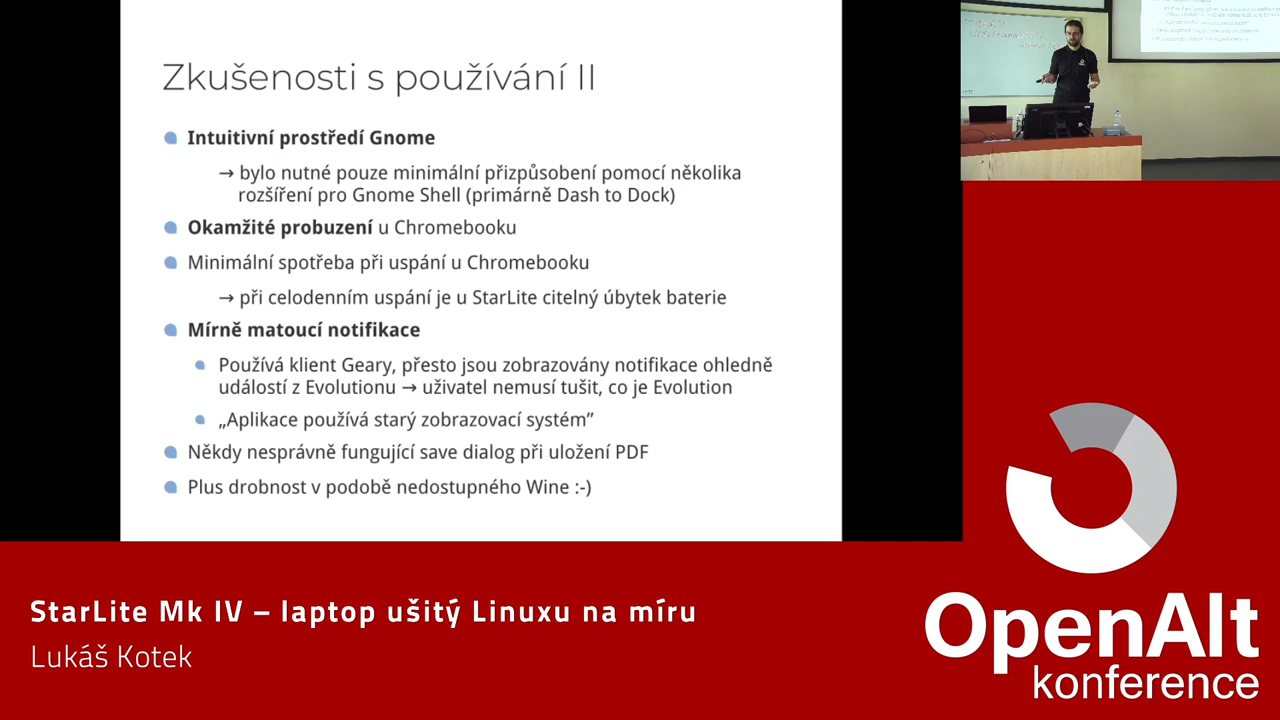 Zkušenosti s používání II
Intuitivní prostředí Gnome
→ bylo nutné pouze minimální přizpůsobení pomocí několika
rozšíření pro Gnome Shell (primárně Dash to Dock)
Okamžité probuzení u Chromebooku
Minimální spotřeba při uspání u Chromebooku
→ při celodenním uspání je u StarLite citelný úbytek baterie
Mírně matoucí notifikace
Používá klient Geary, přesto jsou zobrazovány notifikace ohledně
událostí z Evolutionu → uživatel nemusí tušit, co je Evolution
„Aplikace používá starý zobrazovací systém”
Někdy nesprávně fungující save dialog při uložení PDF
Plus drobnost v podobě nedostupného Wine :-)
StarLite Mk IV – laptop ušitý Linuxu na míru
Lukáš Kotek
OpenAlt
konference